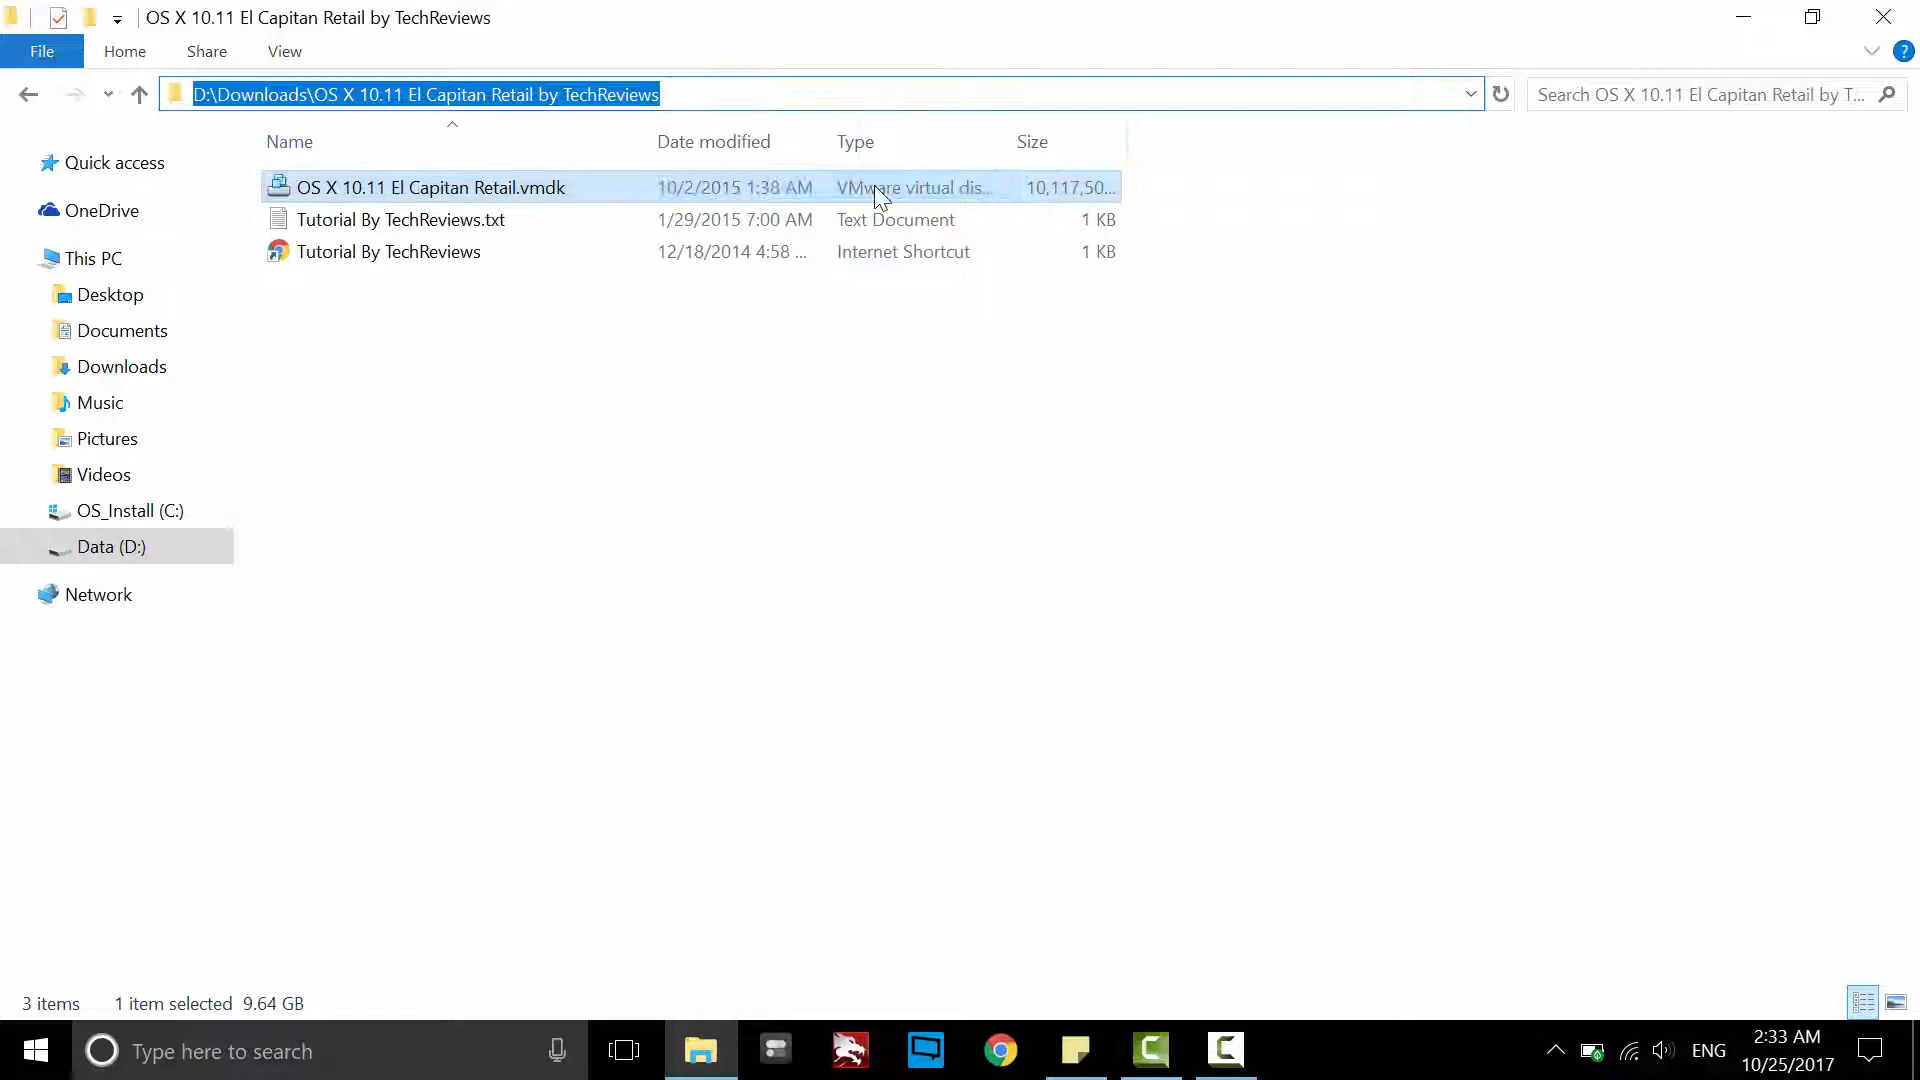 OS X 10.11 El Capitan Retail by TechReviews
File Home Share View
D:\Downloads\OS X 10.11 El Capitan Retail by TechReviews
Search OS X 10.11 El Capitan Retail by T...
Name Date modified Type Size
OS X 10.11 El Capitan Retail.vmdk 10/2/2015 1:38 AM VMware virtual dis... 10,117,50...
Tutorial By TechReviews.txt 1/29/2015 7:00 AM Text Document 1 KB
Tutorial By TechReviews 12/18/2014 4:58 ... Internet Shortcut 1 KB
Quick access
OneDrive
This PC
Desktop
Documents
Downloads
Music
Pictures
Videos
OS_Install (C:)
Data (D:)
Network
3 items 1 item selected 9.64 GB
Type here to search
ENG
2:33 AM
10/25/2017